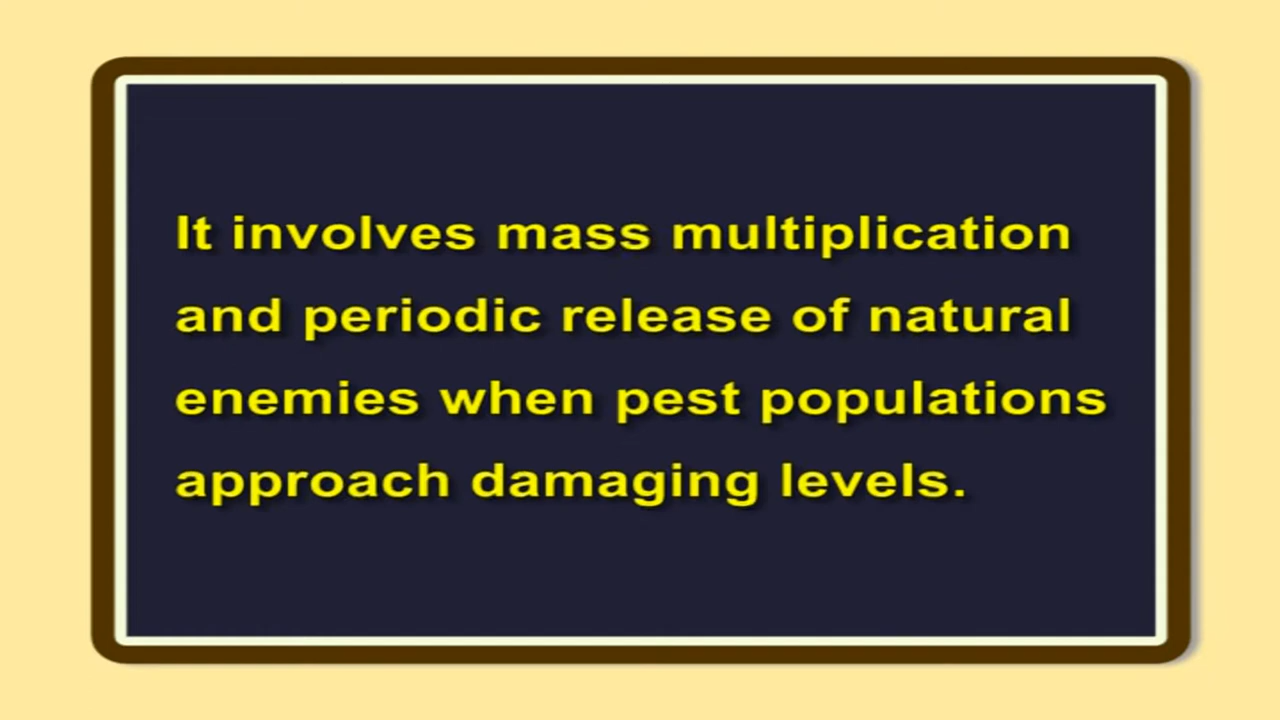 It involves mass multiplication
and periodic release of natural
enemies when pest populations
approach damaging levels.